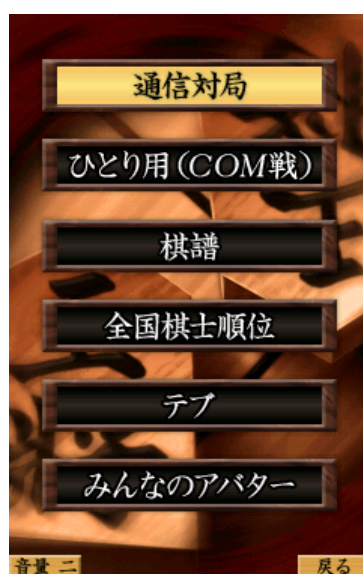 通信対局
ひとり用(COM戦)
棋譜
全国棋士順位
テブ
みんなのアバター
音量 二
戻る